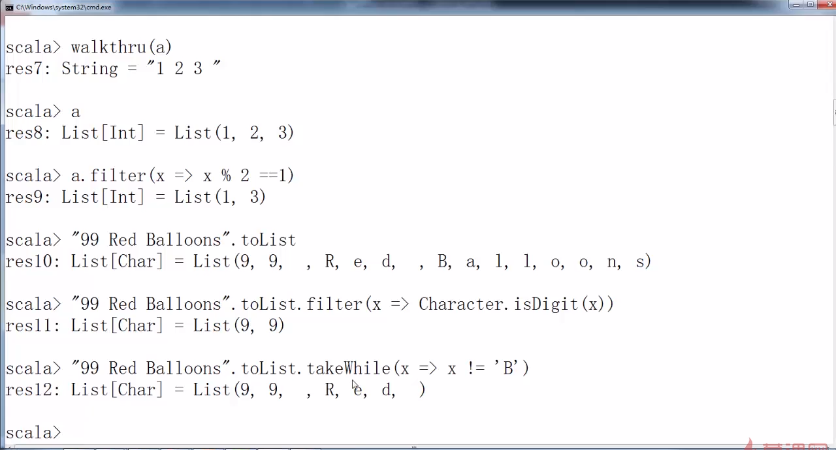 C:\Windows\system32\cmd.exe
scala> walkthru(a)
res7: String = "1 2 3 "
scala> a
res8: List[Int] = List(1, 2, 3)
scala> a.filter(x => x % 2 ==1)
res9: List[Int] = List(1, 3)
scala> "99 Red Balloons".toList
res10: List[Char] = List(9, 9,  , R, e, d,  , B, a, l, l, o, o, n, s)
scala> "99 Red Balloons".toList.filter(x => Character.isDigit(x))
res11: List[Char] = List(9, 9)
scala> "99 Red Balloons".toList.takeWhile(x => x != 'B')
res12: List[Char] = List(9, 9,  , R, e, d,  )
scala>